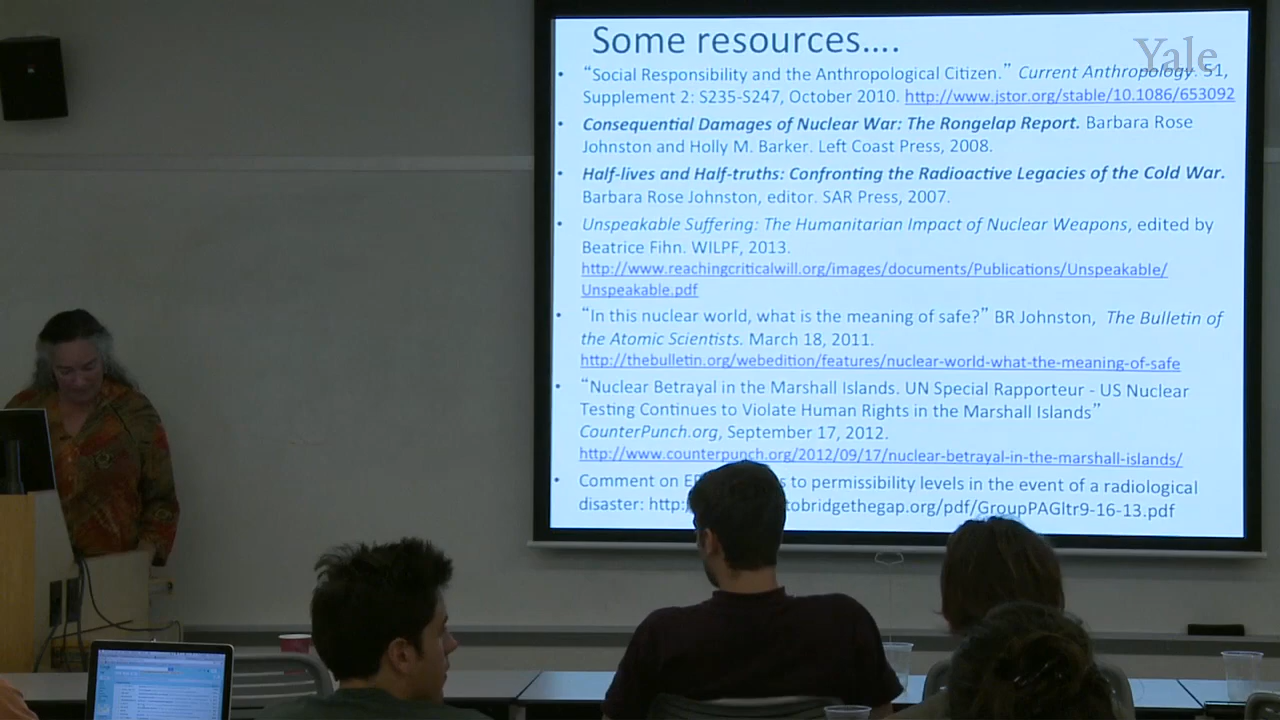 Some resources....
Yale
• “Social Responsibility and the Anthropological Citizen.” Current Anthropology. 51,
Supplement 2: S235-S247, October 2010. http://www.jstor.org/stable/10.1086/653092
• Consequential Damages of Nuclear War: The Rongelap Report. Barbara Rose
Johnston and Holly M. Barker. Left Coast Press, 2008.
• Half-lives and Half-truths: Confronting the Radioactive Legacies of the Cold War.
Barbara Rose Johnston, editor. SAR Press, 2007.
• Unspeakable Suffering: The Humanitarian Impact of Nuclear Weapons, edited by
Beatrice Fihn. WILPF, 2013.
http://www.reachingcriticalwill.org/images/documents/Publications/Unspeakable/
Unspeakable.pdf
• “In this nuclear world, what is the meaning of safe?” BR Johnston, The Bulletin of
the Atomic Scientists. March 18, 2011.
http://thebulletin.org/webedition/features/nuclear-world-what-the-meaning-of-safe
• “Nuclear Betrayal in the Marshall Islands. UN Special Rapporteur - US Nuclear
Testing Continues to Violate Human Rights in the Marshall Islands”
CounterPunch.org, September 17, 2012.
http://www.counterpunch.org/2012/09/17/nuclear-betrayal-in-the-marshall-islands/
• Comment on to permissibility levels in the event of a radiological
disaster: http: tobridgethegap.org/pdf/GroupPAGltr9-16-13.pdf